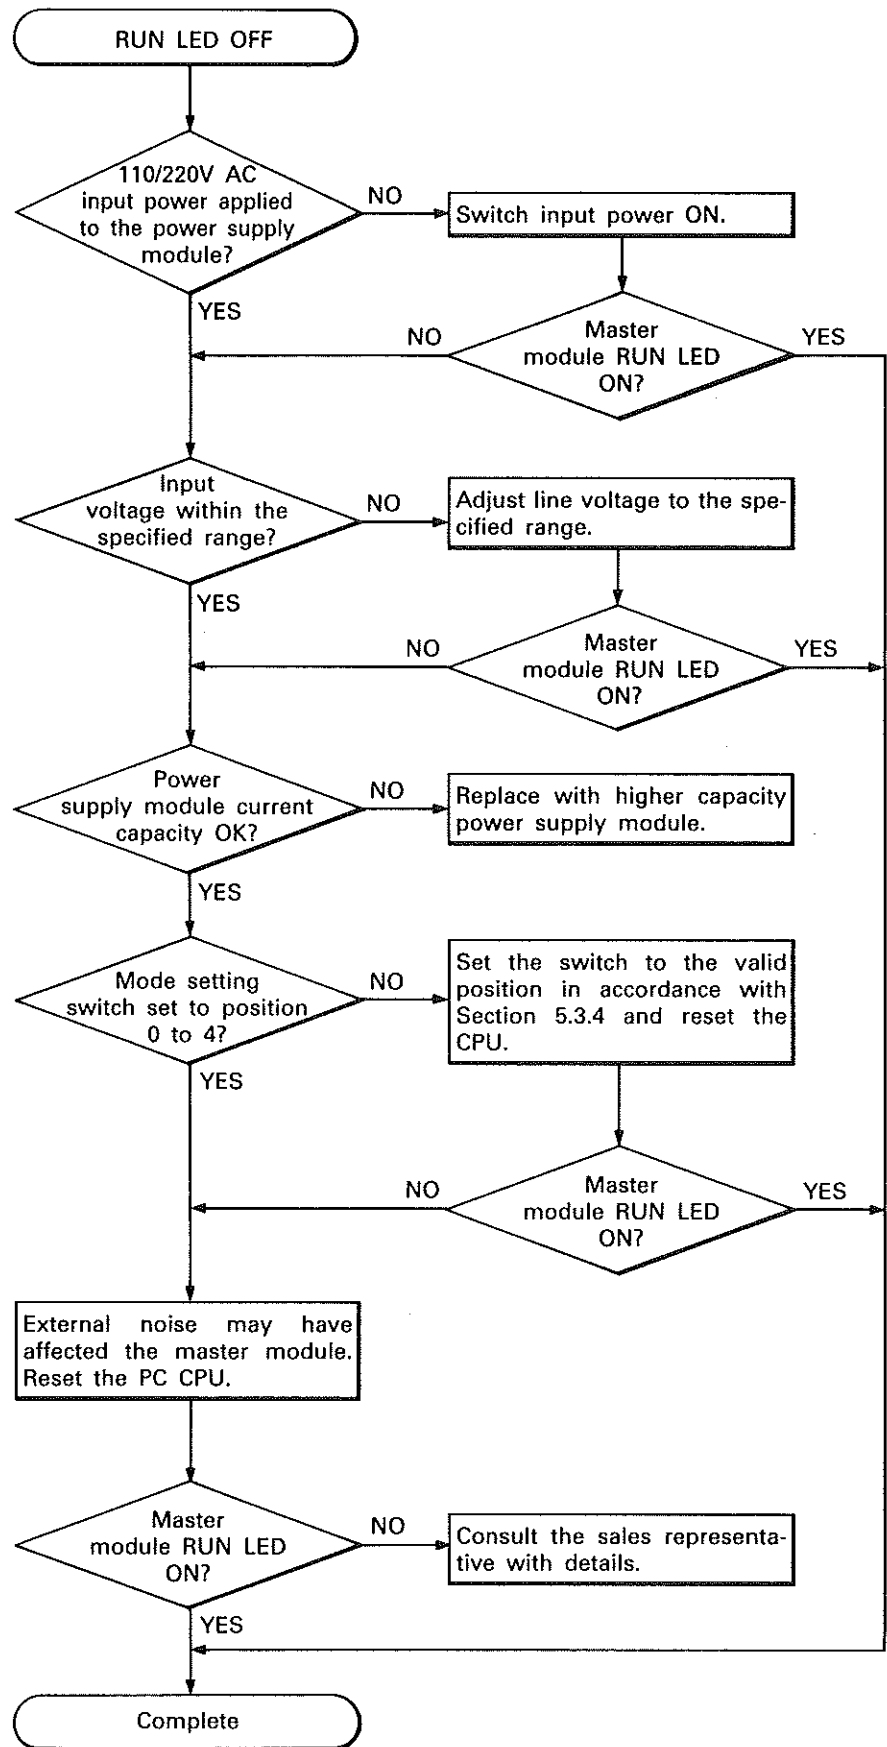 RUN LED OFF
110/220V AC
input power applied
to the power supply
module?
NO
Switch input power ON.
YES
NO
Master
module RUN LED
ON?
YES
Input
voltage within the
specified range?
NO
Adjust line voltage to the spe-
cified range.
YES
NO
Master
module RUN LED
ON?
YES
Power
supply module current
capacity OK?
NO
Replace with higher capacity
power supply module.
YES
Mode setting
switch set to position
0 to 4?
NO
Set the switch to the valid
position in accordance with
Section 5.3.4 and reset the
CPU.
YES
NO
Master
module RUN LED
ON?
YES
External noise may have
affected the master module.
Reset the PC CPU.
Master
module RUN LED
ON?
NO
Consult the sales representa-
tive with details.
YES
Complete